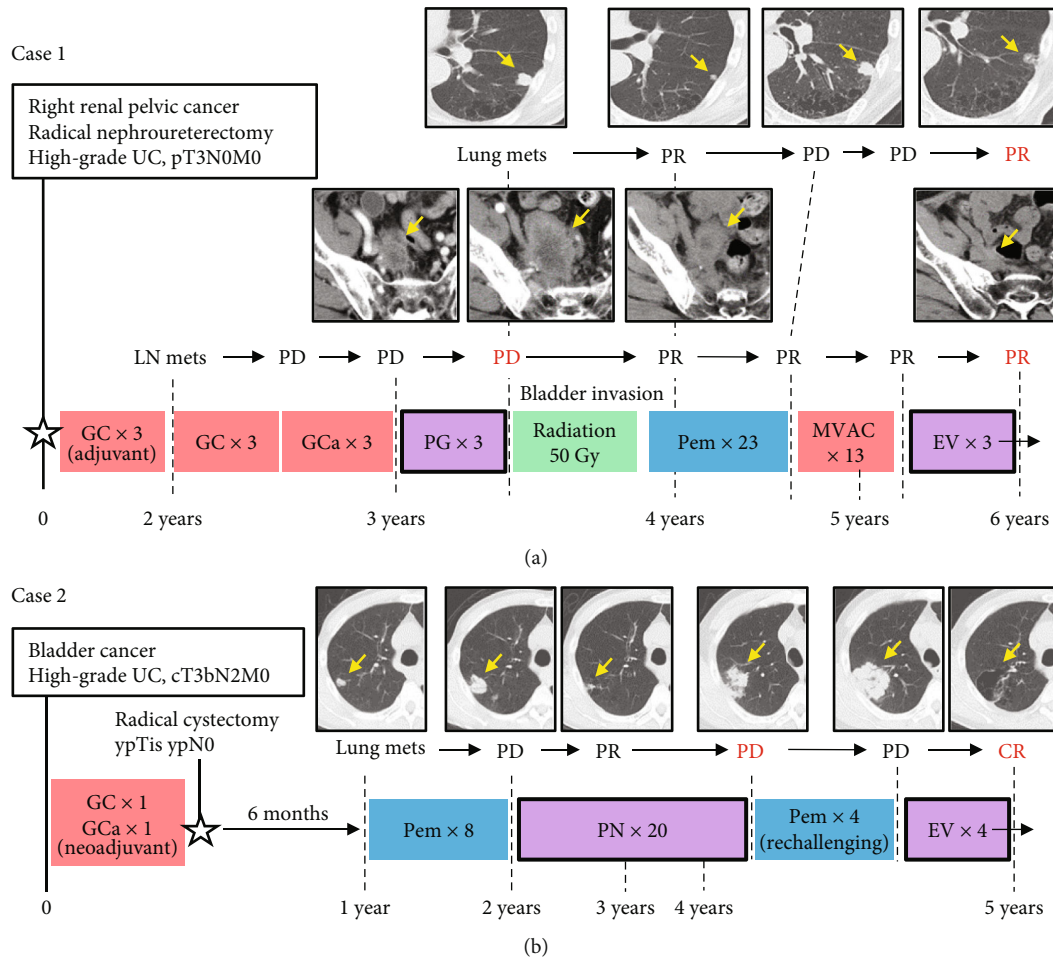 Case 1
Right renal pelvic cancer
Radical nephroureterectomy
High-grade UC, pT3N0M0
Lung mets PR PD PD PR
LN mets PD PD PD PR PR PR PR
Bladder invasion
GC × 3
(adjuvant)
GC × 3
GCa × 3
PG × 3
Radiation
50 Gy
Pem × 23
MVAC
× 13
EV × 3
0 2 years 3 years 4 years 5 years 6 years
(a)
Case 2
Bladder cancer
High-grade UC, cT3bN2M0
Radical cystectomy
ypTis ypN0
Lung mets PD PR PD PD CR
GC × 1
GCa × 1
(neoadjuvant)
6 months
Pem × 8
PN × 20
Pem × 4
(rechallenging)
EV × 4
0 1 year 2 years 3 years 4 years 5 years
(b)